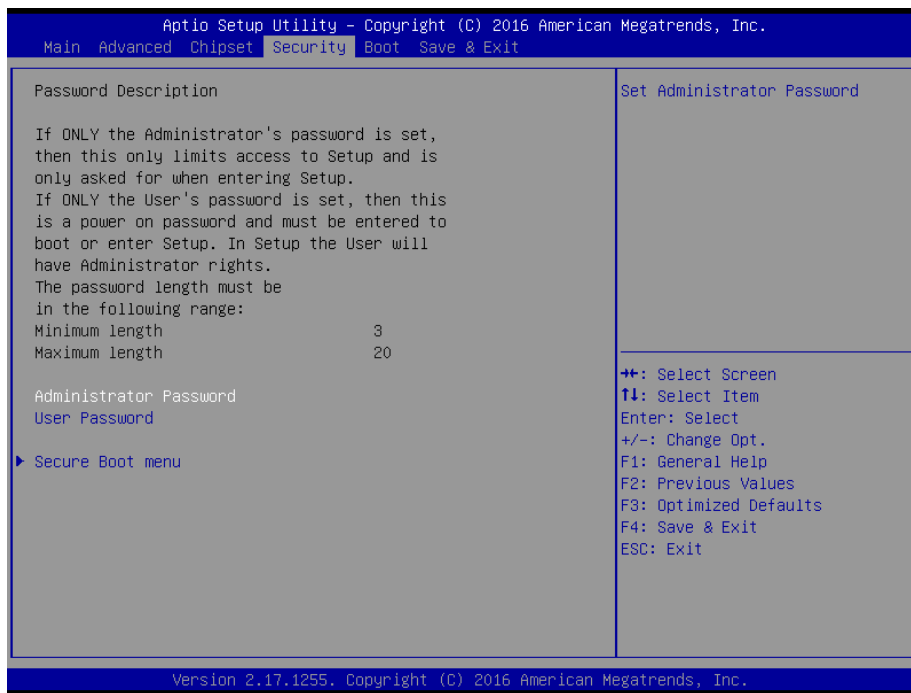 Aptio Setup Utility – Copyright (C) 2016 American Megatrends, Inc.
Main Advanced Chipset Security Boot Save & Exit
Password Description
If ONLY the Administrator's password is set,
then this only limits access to Setup and is
only asked for when entering Setup.
If ONLY the User's password is set, then this
is a power on password and must be entered to
boot or enter Setup. In Setup the User will
have Administrator rights.
The password length must be
in the following range:
Minimum length 3
Maximum length 20
Administrator Password
User Password
Secure Boot menu
Set Administrator Password
→←: Select Screen
↑↓: Select Item
Enter: Select
+/-: Change Opt.
F1: General Help
F2: Previous Values
F3: Optimized Defaults
F4: Save & Exit
ESC: Exit
Version 2.17.1255. Copyright (C) 2016 American Megatrends, Inc.